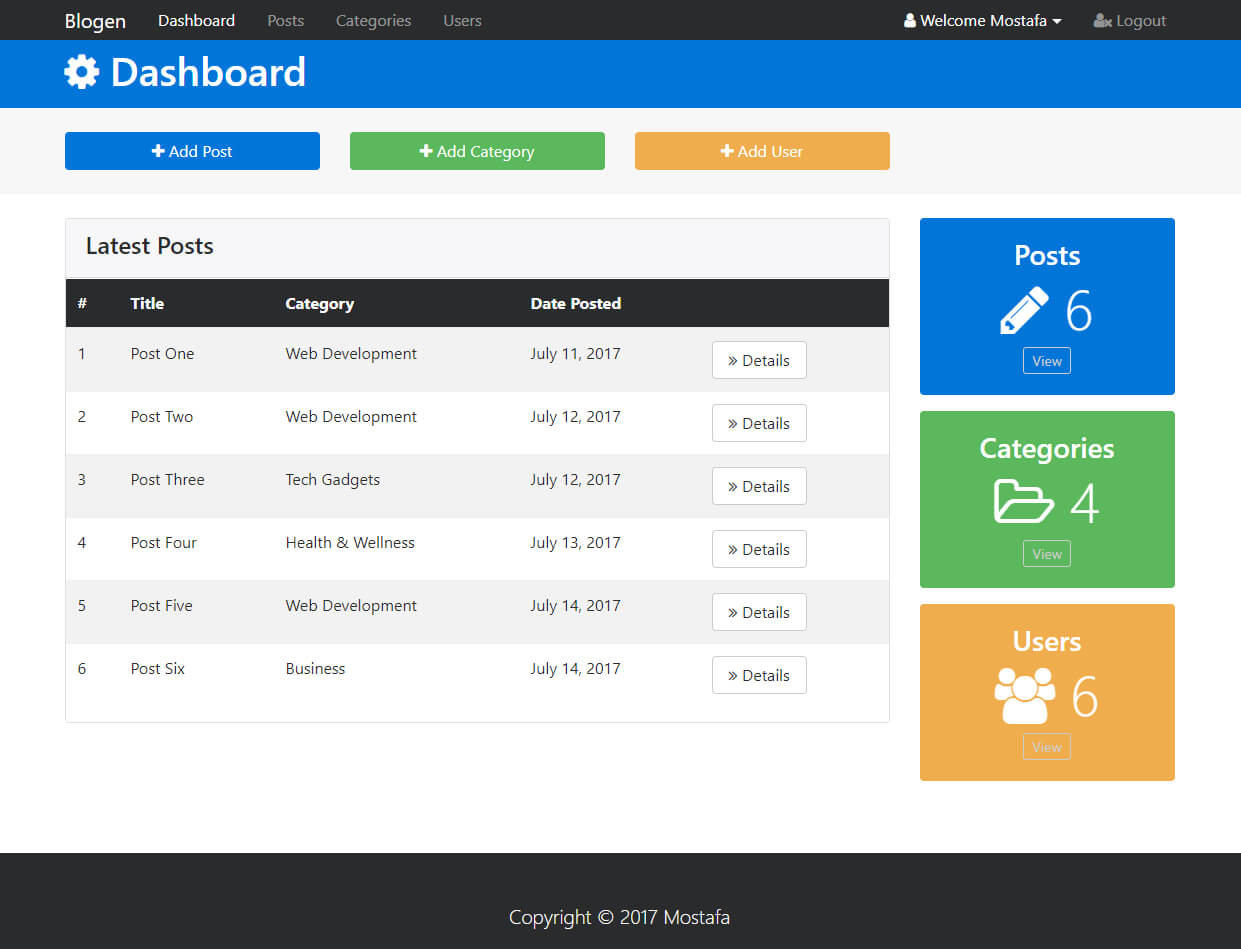 Blogen Dashboard Posts Categories Users Welcome Mostafa Logout
Dashboard
Add Post Add Category Add User
Latest Posts
# Title Category Date Posted
1 Post One Web Development July 11, 2017 » Details
2 Post Two Web Development July 12, 2017 » Details
3 Post Three Tech Gadgets July 12, 2017 » Details
4 Post Four Health & Wellness July 13, 2017 » Details
5 Post Five Web Development July 14, 2017 » Details
6 Post Six Business July 14, 2017 » Details
Posts
6
View
Categories
4
View
Users
6
View
Copyright © 2017 Mostafa